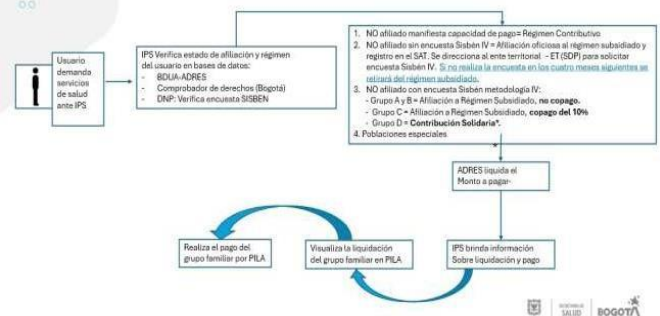 Usuario
demanda
servicios
de salud
ante IPS
IPS Verifica estado de afiliación y régimen
del usuario en bases de datos:
- BDUA-ADRES
- Comprobador de derechos (Bogotá)
- DNP: Verifica encuesta SISBEN
1. NO afiliado manifiesta capacidad de pago= Régimen Contributivo
2. NO afiliado sin encuesta Sisbén IV = Afiliación oficiosa al régimen subsidiado y
registro en el SAT. Se direcciona al ente territorial - ET (SDP) para solicitar
encuesta Sisbén IV. Si no realiza la encuesta en los cuatro meses siguientes se
retirará del régimen subsidiado.
3. NO afiliado con encuesta Sisbén metodología IV:
- Grupo A y B = Afiliación a Régimen Subsidiado, no copago.
- Grupo C = Afiliación a Régimen Subsidiado, copago del 10%
- Grupo D = Contribución Solidaria*.
4. Poblaciones especiales
ADRES liquida el
Monto a pagar-
IPS brinda información
Sobre liquidación y pago
Visualiza la liquidación
del grupo familiar en PILA
Realiza el pago del
grupo familiar por PILA
SALUD
BOGOTÁ